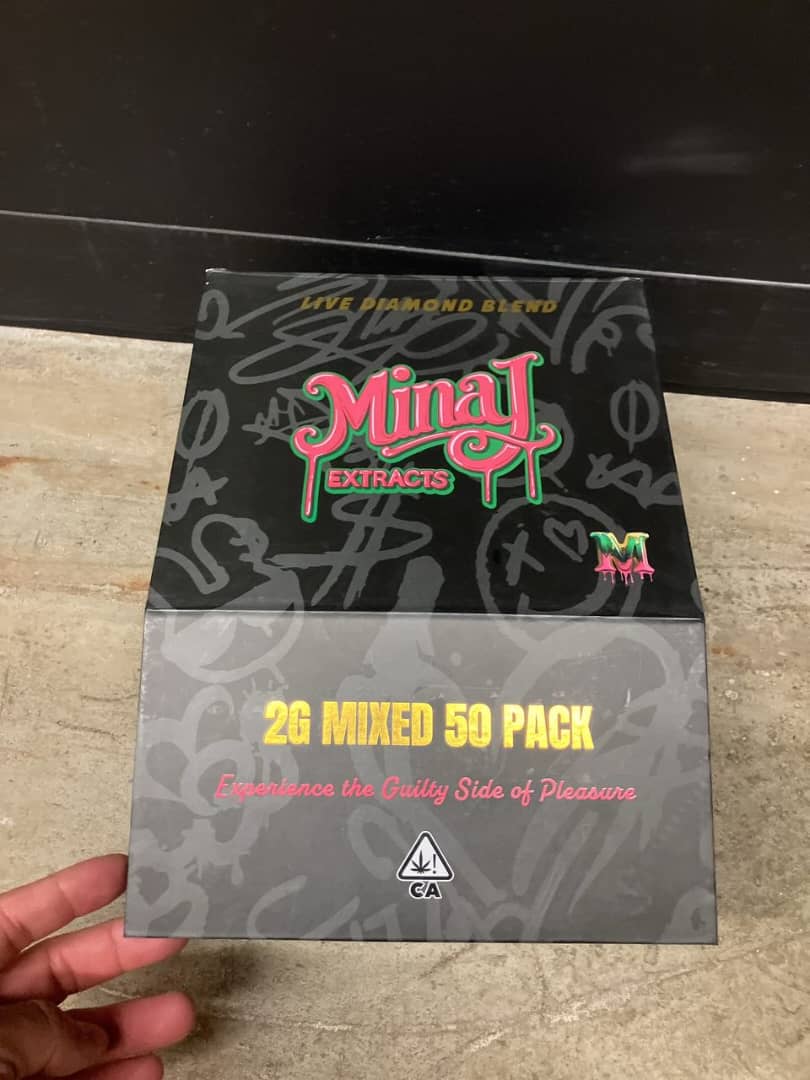 LIVE DIAMOND BLEND
MinaJ
EXTRACTS
M
2G MIXED 50 PACK
Experience the Guilty Side of Pleasure
!
CA